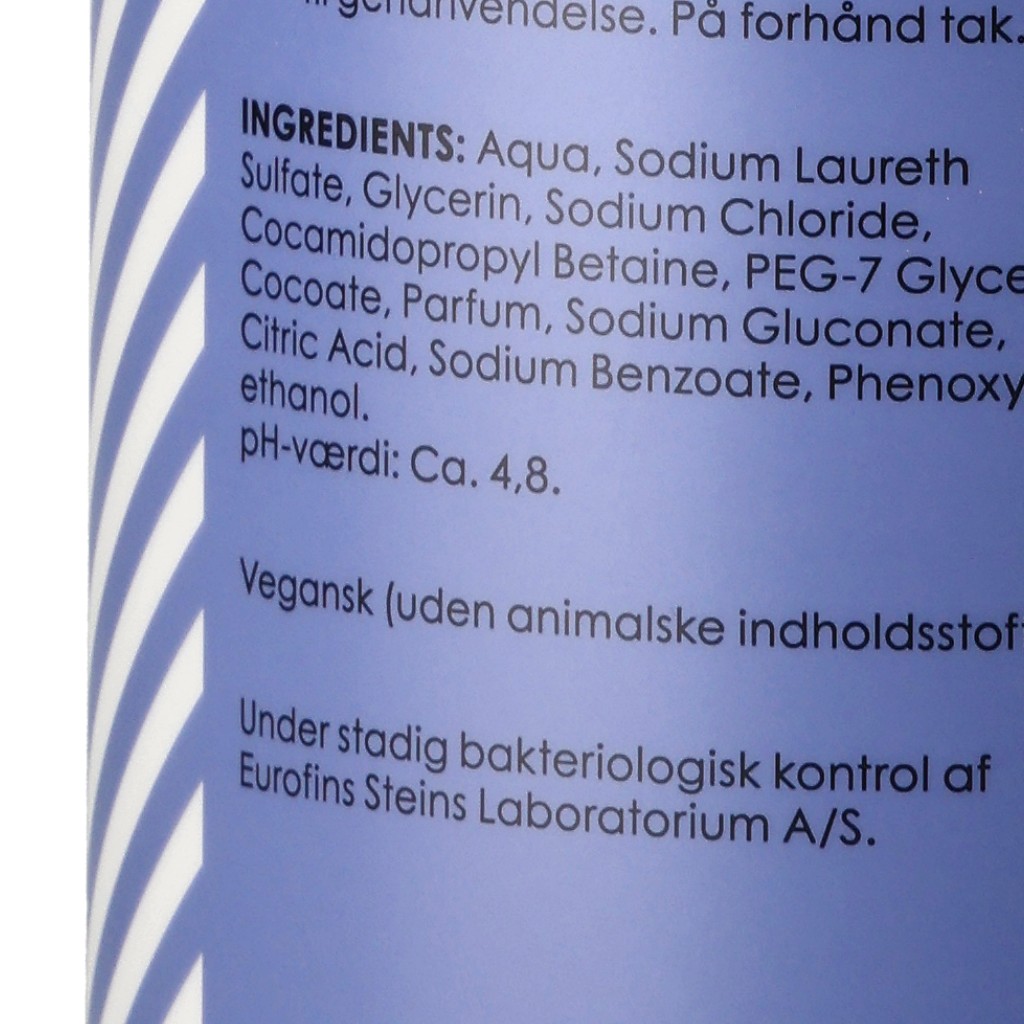 genanvendelse. På forhånd tak.
INGREDIENTS: Aqua, Sodium Laureth
Sulfate, Glycerin, Sodium Chloride,
Cocamidopropyl Betaine, PEG-7 Glyce
Cocoate, Parfum, Sodium Gluconate,
Citric Acid, Sodium Benzoate, Phenoxy
ethanol.
pH-værdi: Ca. 4,8.
Vegansk (uden animalske indholdsstof
Under stadig bakteriologisk kontrol af
Eurofins Steins Laboratorium A/S.